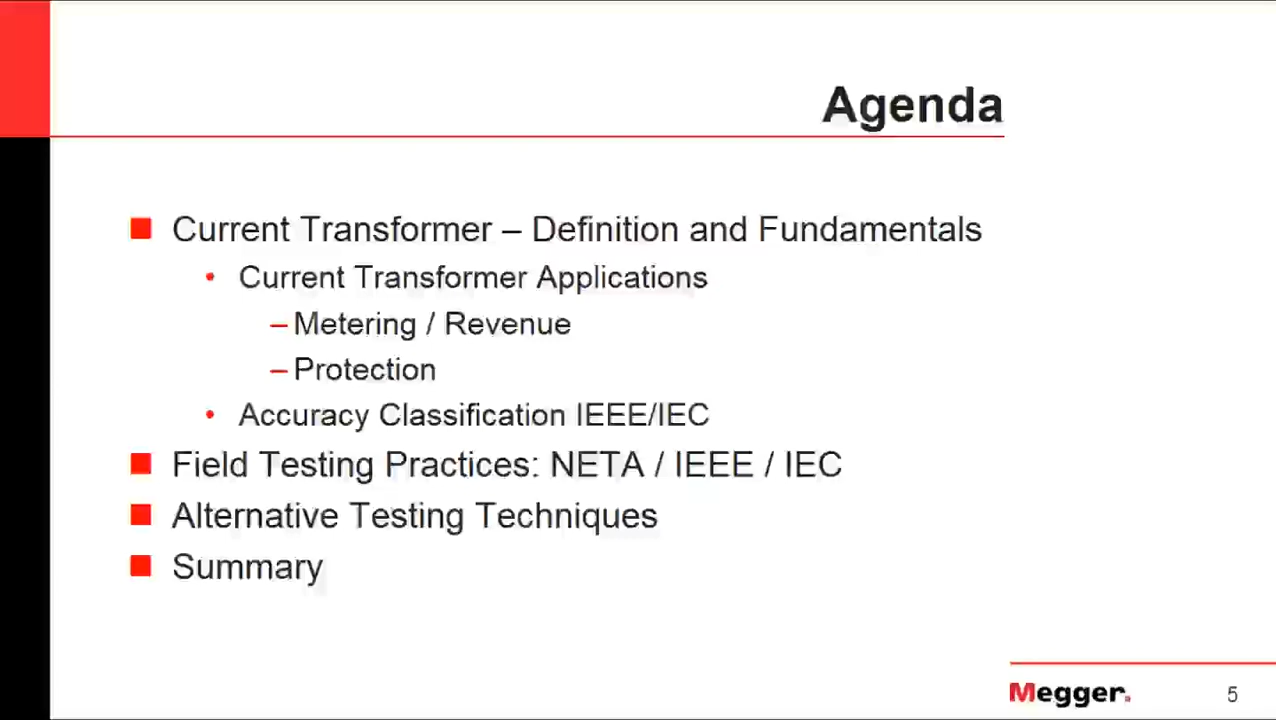 Agenda
Current Transformer – Definition and Fundamentals
Current Transformer Applications
– Metering / Revenue
– Protection
Accuracy Classification IEEE/IEC
Field Testing Practices: NETA / IEEE / IEC
Alternative Testing Techniques
Summary
Megger.
5